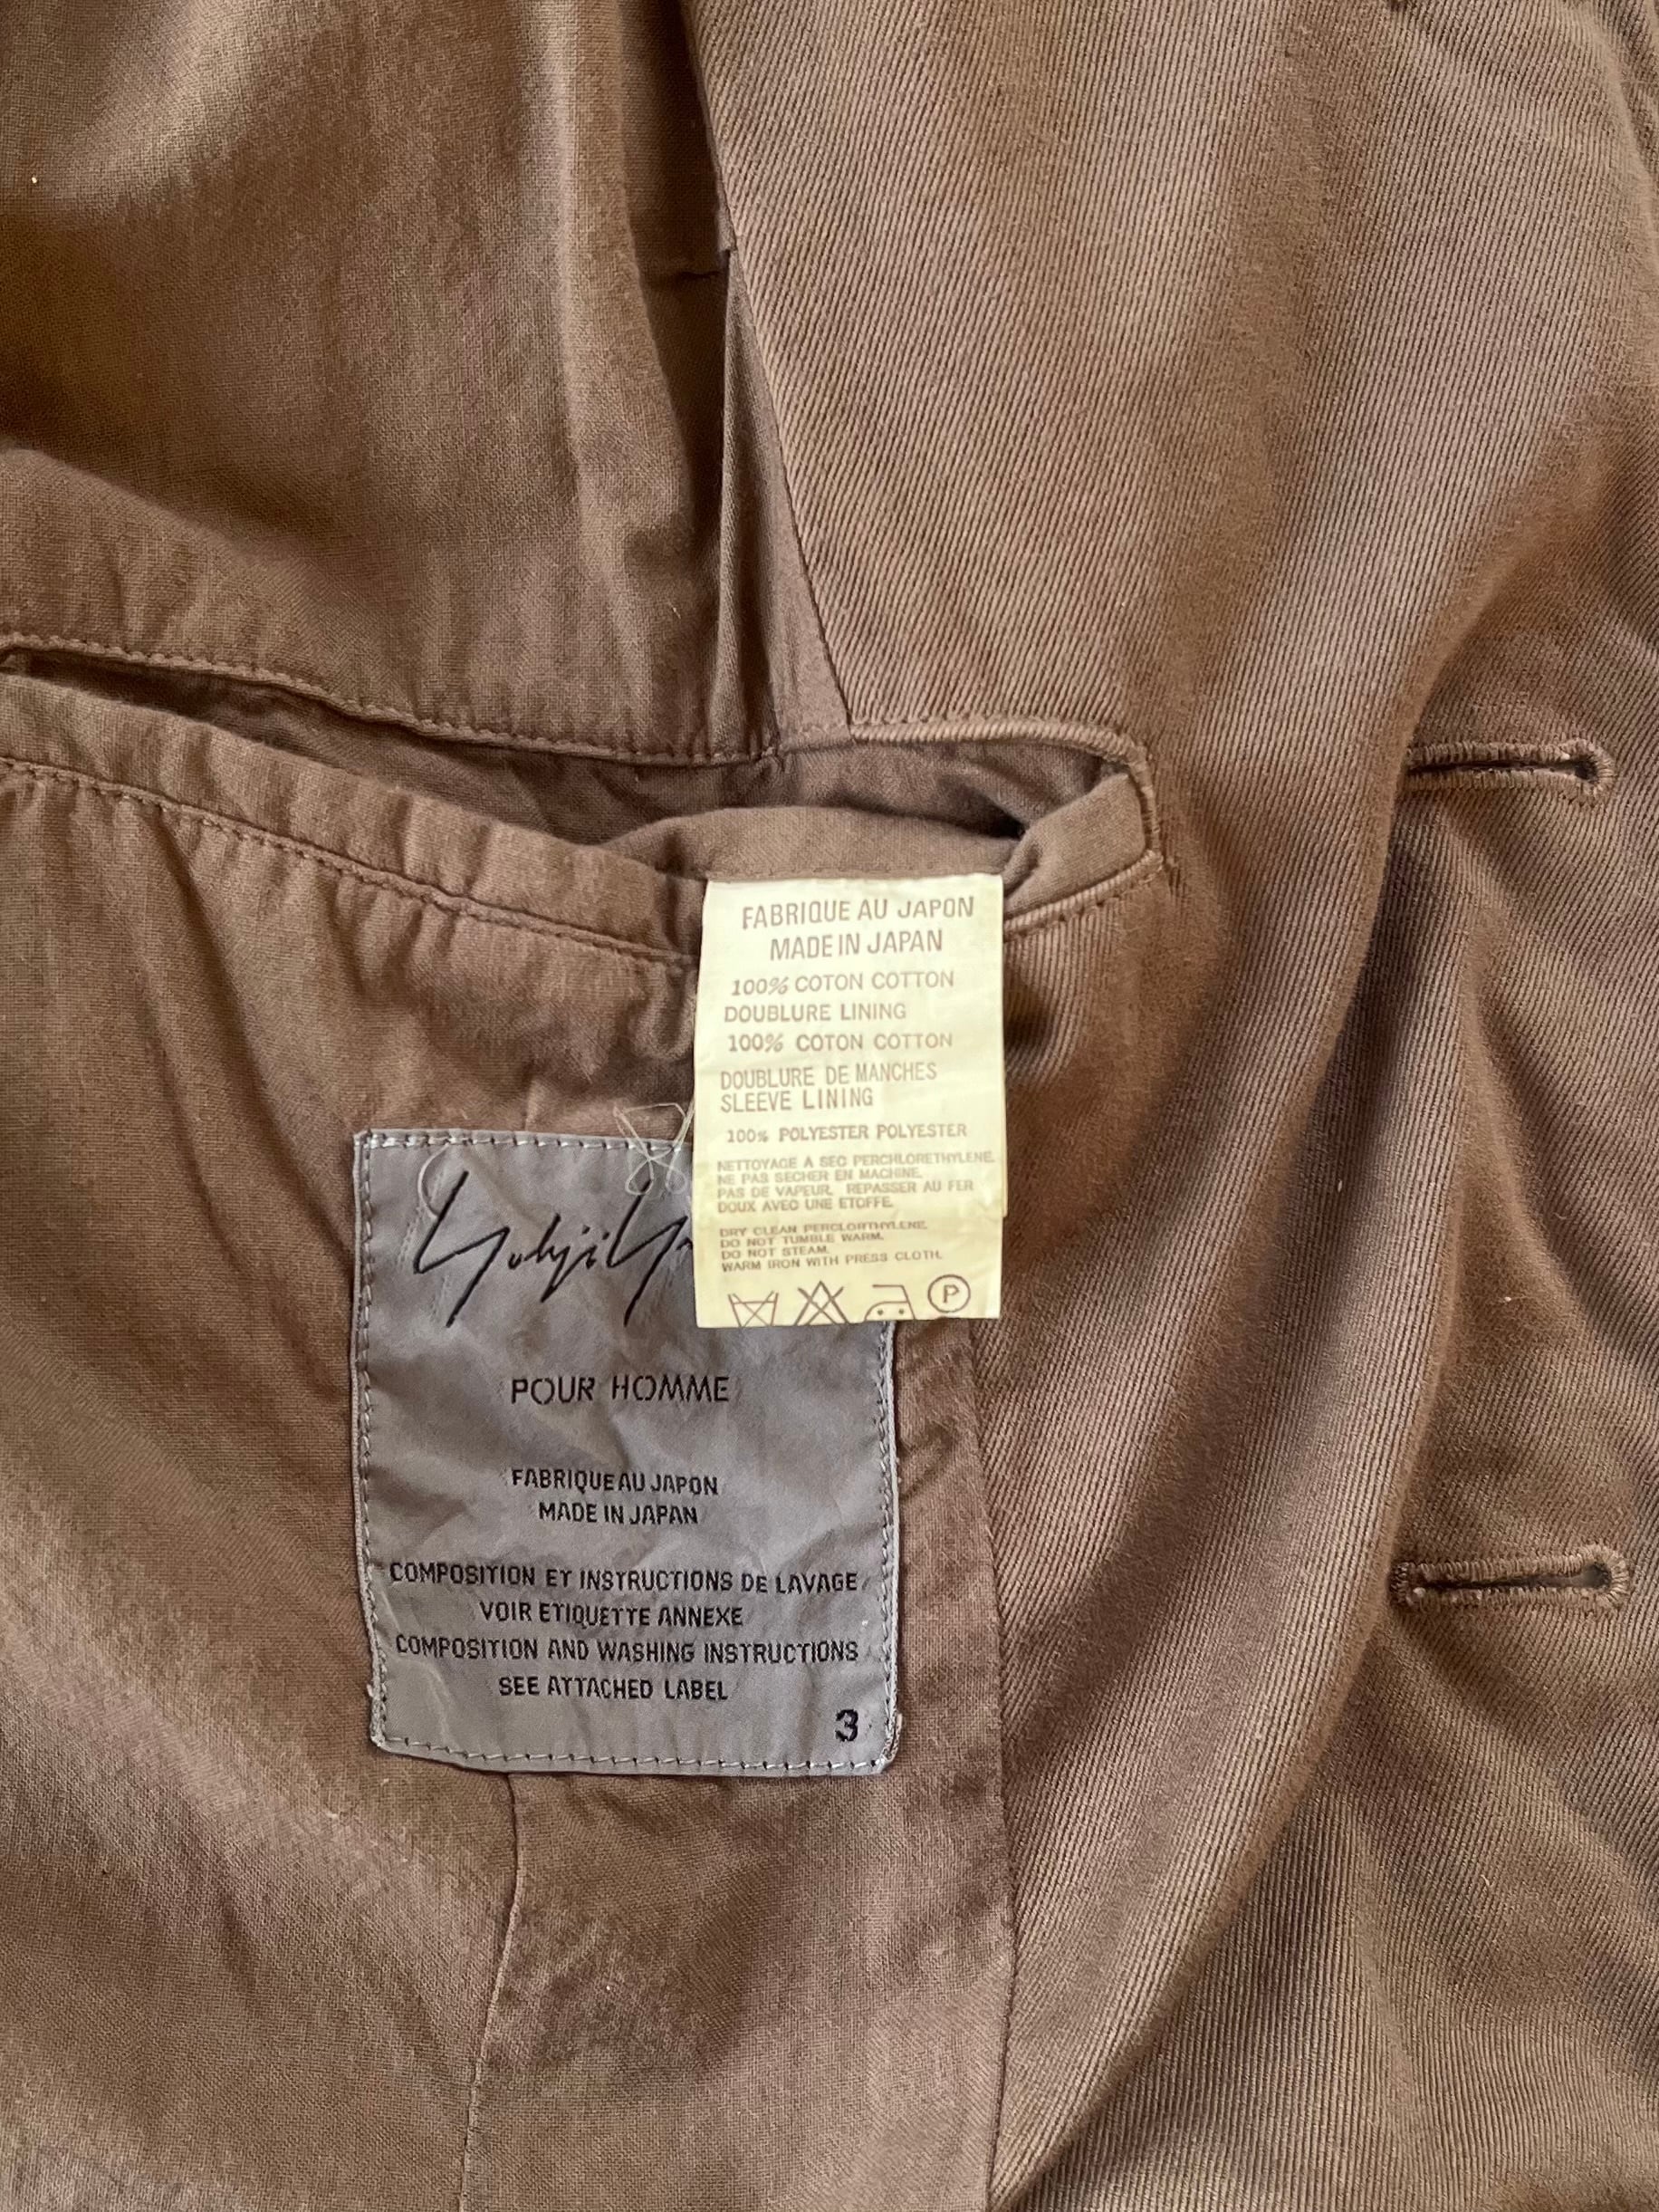 FABRIQUE AU JAPON
MADE IN JAPAN
100% COTON COTTON
DOUBLURE LINING
100% COTON COTTON
DOUBLURE DE MANCHES
SLEEVE LINING
100% POLYESTER POLYESTER
NETTOYAGE A SEC PERCHLORETHYLENE.
NE PAS SECHER EN MACHINE.
PAS DE VAPEUR. REPASSER AU FER
DOUX AVEC UNE ETOFFE.
DRY CLEAN PERCLORTHYLENE.
DO NOT TUMBLE WARM.
DO NOT STEAM.
WARM IRON WITH PRESS CLOTH.
P
Yohji Y
POUR HOMME
FABRIQUE AU JAPON
MADE IN JAPAN
COMPOSITION ET INSTRUCTIONS DE LAVAGE
VOIR ETIQUETTE ANNEXE
COMPOSITION AND WASHING INSTRUCTIONS
SEE ATTACHED LABEL
3